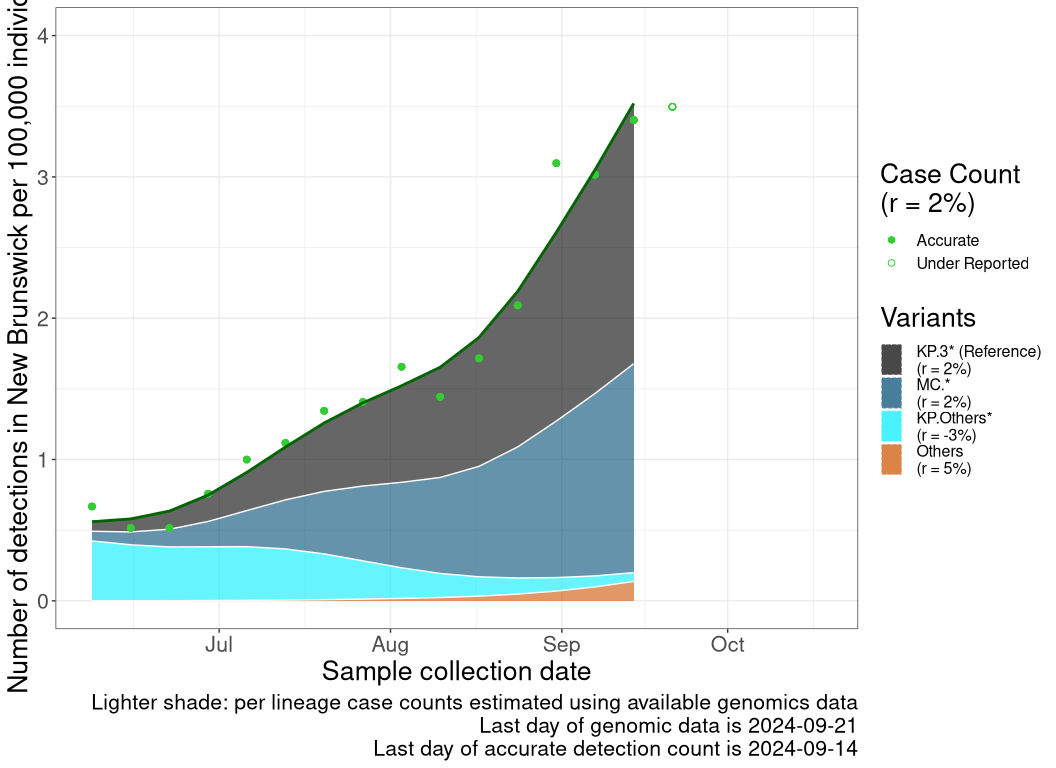 Number of detections in New Brunswick per 100,000
4
3
2
1
0
Jul Aug Sep Oct
Sample collection date
Lighter shade: per lineage case counts estimated using available genomics data
Last day of genomic data is 2024-09-21
Last day of accurate detection count is 2024-09-14
Case Count
(r = 2%)
Accurate
Under Reported
Variants
KP.3* (Reference)
(r = 2%)
MC.*
(r = 2%)
KP.Others*
(r = -3%)
Others
(r = 5%)